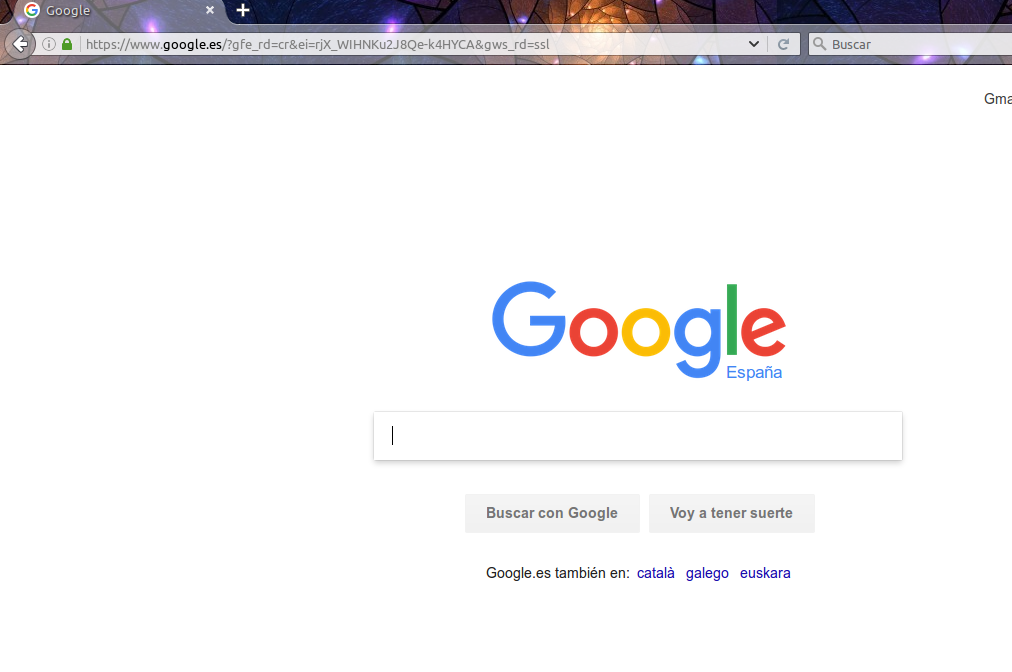 Google
https://www.google.es/?gfe_rd=cr&ei=rjX_WIHNKu2J8Qe-k4HYCA&gws_rd=ssl
Buscar
Gma
Google
España
Buscar con Google
Voy a tener suerte
Google.es también en: català galego euskara